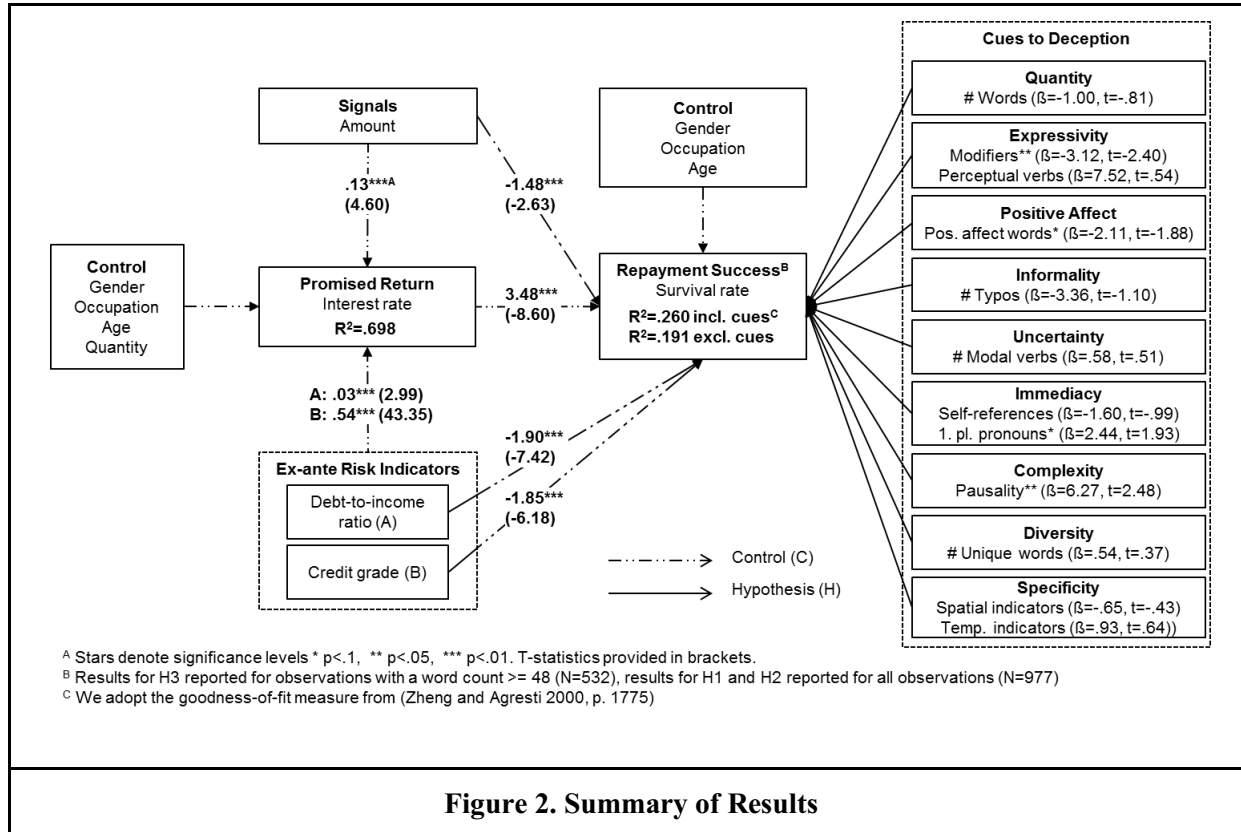 Cues to Deception
Quantity
# Words (ß=-1.00, t=-.81)
Expressivity
Modifiers** (ß=-3.12, t=-2.40)
Perceptual verbs (ß=7.52, t=.54)
Positive Affect
Pos. affect words* (ß=-2.11, t=-1.88)
Informality
# Typos (ß=-3.36, t=-1.10)
Uncertainty
# Modal verbs (ß=.58, t=.51)
Immediacy
Self-references (ß=-1.60, t=-.99)
1. pl. pronouns* (ß=2.44, t=1.93)
Complexity
Pausality** (ß=6.27, t=2.48)
Diversity
# Unique words (ß=.54, t=.37)
Specificity
Spatial indicators (ß=-.65, t=-.43)
Temp. indicators (ß=.93, t=.64))
Signals
Amount
Control
Gender
Occupation
Age
.13***A
(4.60)
-1.48***
(-2.63)
Control
Gender
Occupation
Age
Quantity
Promised Return
Interest rate
R²=.698
3.48***
(-8.60)
Repayment SuccessB
Survival rate
R²=.260 incl. cuesC
R²=.191 excl. cues
A: .03*** (2.99)
B: .54*** (43.35)
-1.90***
(-7.42)
-1.85***
(-6.18)
Ex-ante Risk Indicators
Debt-to-income
ratio (A)
Credit grade (B)
Control (C)
Hypothesis (H)
A Stars denote significance levels * p<.1, ** p<.05, *** p<.01. T-statistics provided in brackets.
B Results for H3 reported for observations with a word count >= 48 (N=532), results for H1 and H2 reported for all observations (N=977)
C We adopt the goodness-of-fit measure from (Zheng and Agresti 2000, p. 1775)
Figure 2. Summary of Results